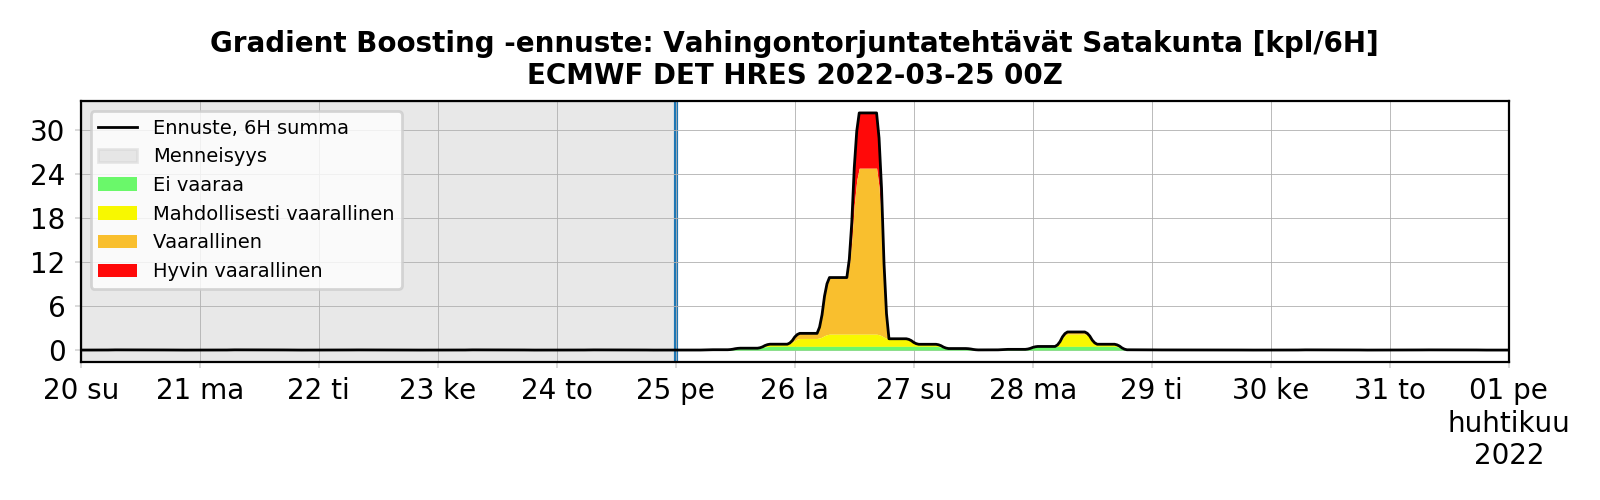 Gradient Boosting -ennuste: Vahingontorjuntatehtävät Satakunta [kpl/6H]
ECMWF DET HRES 2022-03-25 00Z
Ennuste, 6H summa
Menneisyys
Ei vaaraa
Mahdollisesti vaarallinen
Vaarallinen
Hyvin vaarallinen
30
24
18
12
6
0
20 su 21 ma 22 ti 23 ke 24 to 25 pe 26 la 27 su 28 ma 29 ti 30 ke 31 to 01 pe
huhtikuu
2022